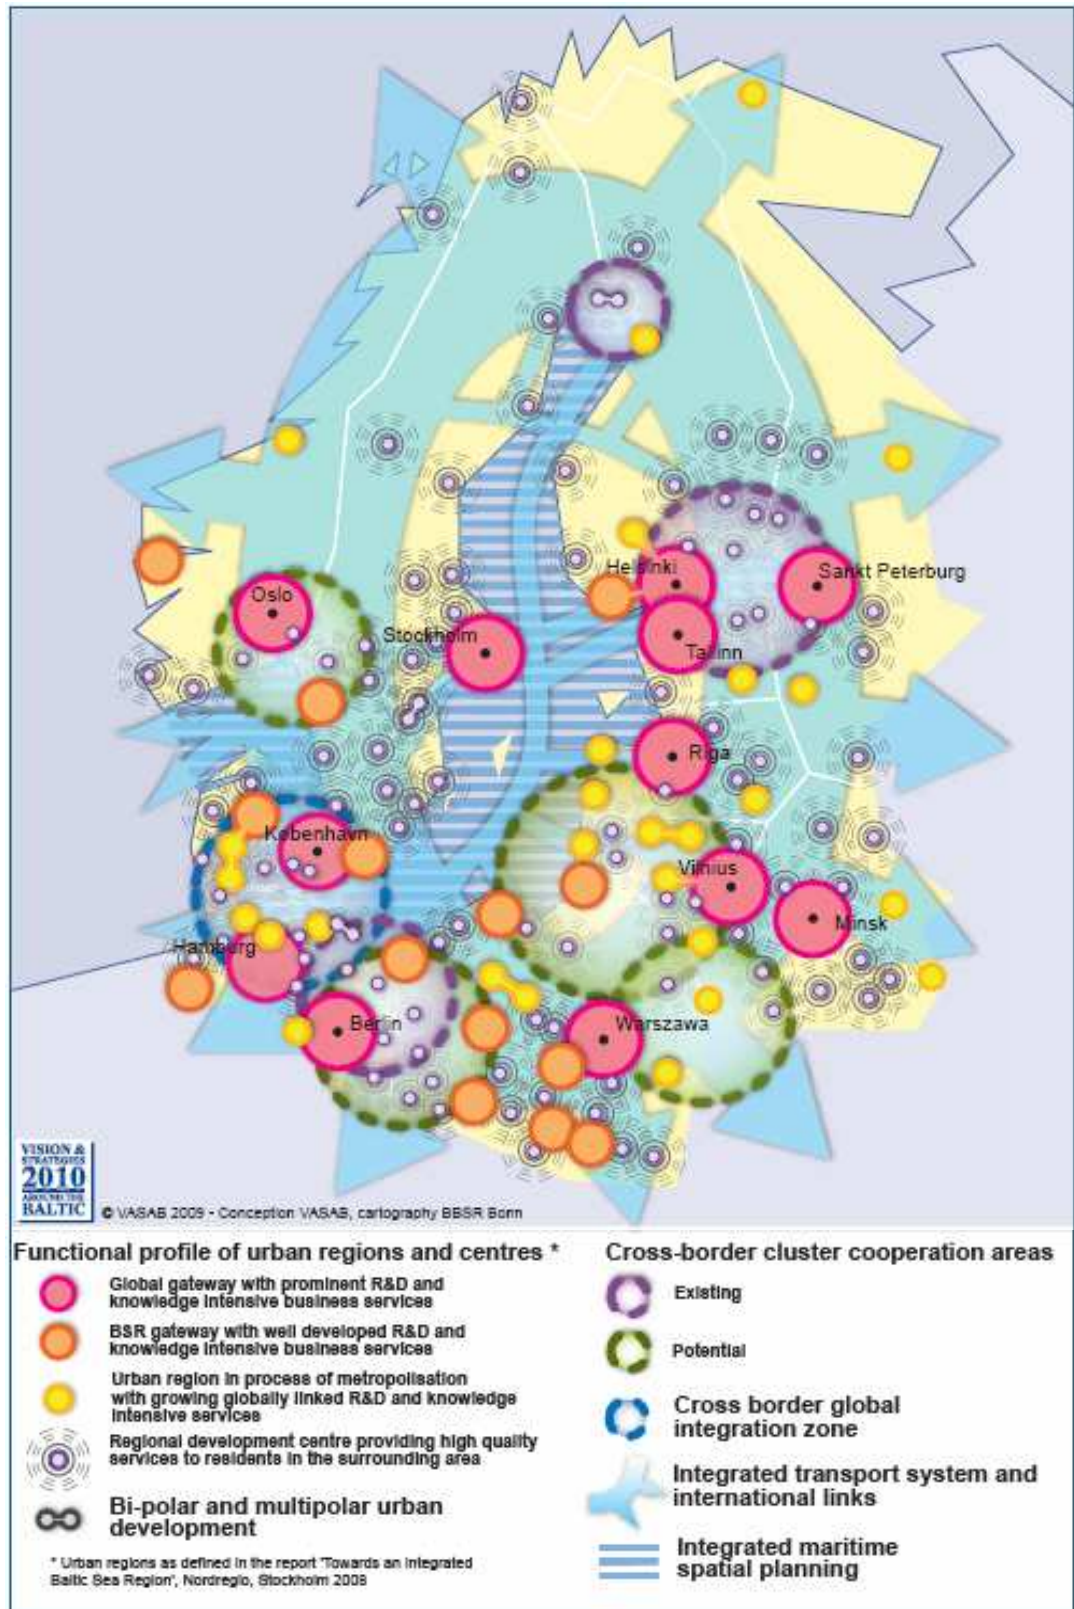 Oslo
Helsinki
Sankt Peterburg
Stockholm
Tallinn
Riga
København
Vilnius
Minsk
Hamburg
Berlin
Warszawa
VISION &
STRATEGIES
2010
AROUND THE
BALTIC
© VASAB 2009 - Conception VASAB, cartography BBSR Bonn
Functional profile of urban regions and centres *
Global gateway with prominent R&D and
knowledge intensive business services
BSR gateway with well developed R&D and
knowledge intensive business services
Urban region in process of metropolisation
with growing globally linked R&D and knowledge
intensive services
Regional development centre providing high quality
services to residents in the surrounding area
Bi-polar and multipolar urban
development
* Urban regions as defined in the report 'Towards an Integrated
Baltic Sea Region', Nordregio, Stockholm 2008
Cross-border cluster cooperation areas
Existing
Potential
Cross border global
integration zone
Integrated transport system and
international links
Integrated maritime
spatial planning